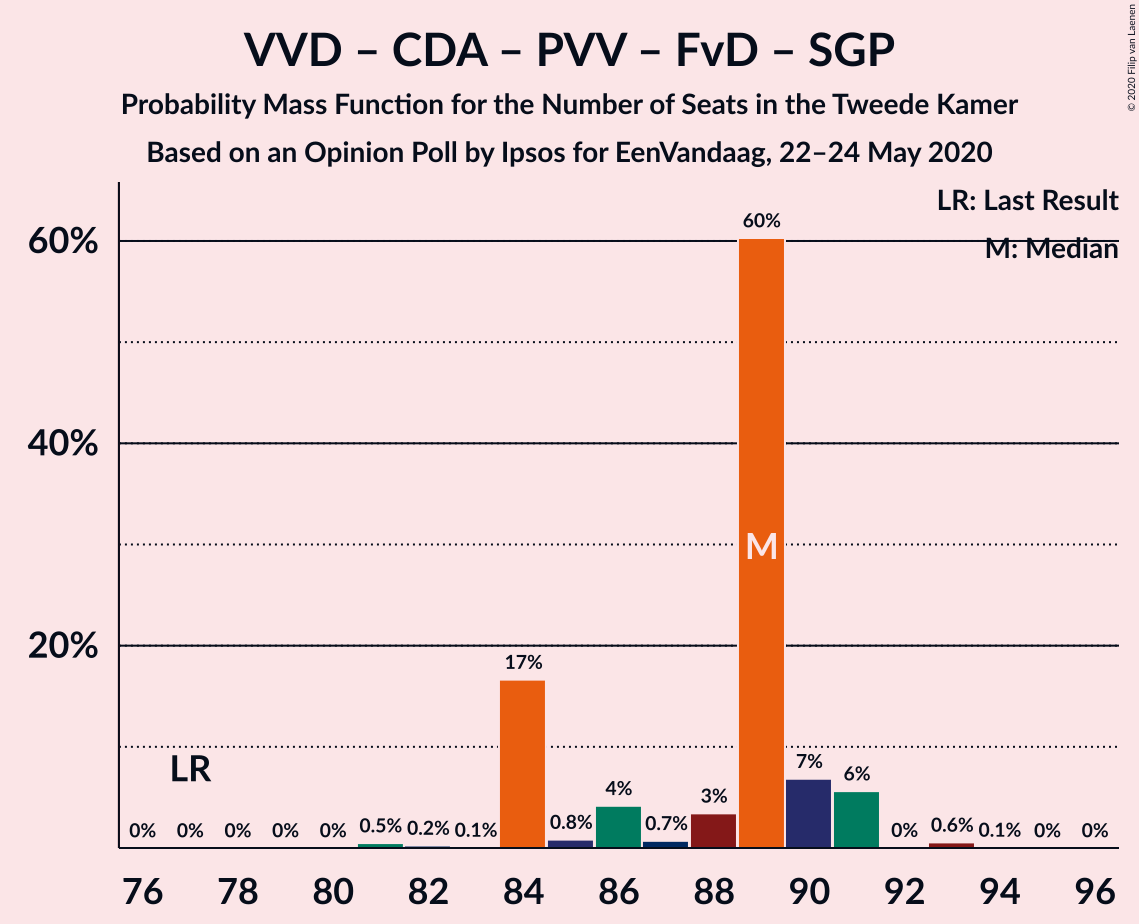 VVD – CDA – PVV – FvD – SGP
Probability Mass Function for the Number of Seats in the Tweede Kamer
Based on an Opinion Poll by Ipsos for EenVandaag, 22–24 May 2020
© 2020 Filip van Laenen
LR: Last Result
M: Median
60%
40%
20%
LR
M
0% 0% 0% 0% 0% 0.5% 0.2% 0.1% 17% 0.8% 4% 0.7% 3% 60% 7% 6% 0% 0.6% 0.1% 0% 0%
76 78 80 82 84 86 88 90 92 94 96